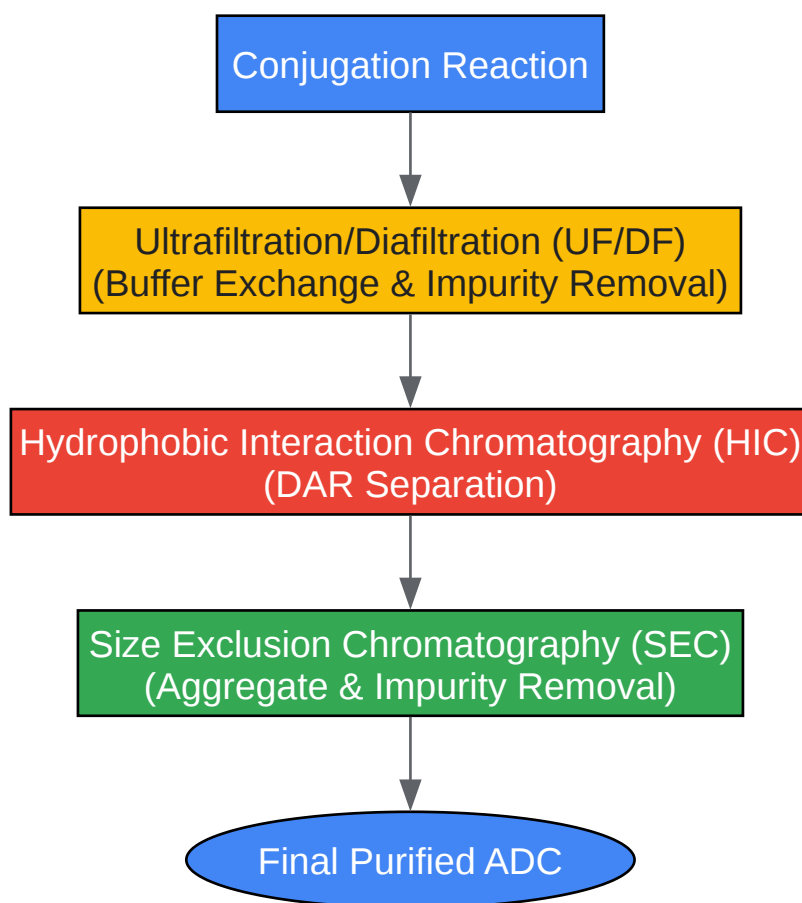 Conjugation Reaction
Ultrafiltration/Diafiltration (UF/DF)
(Buffer Exchange & Impurity Removal)
Hydrophobic Interaction Chromatography (HIC)
(DAR Separation)
Size Exclusion Chromatography (SEC)
(Aggregate & Impurity Removal)
Final Purified ADC